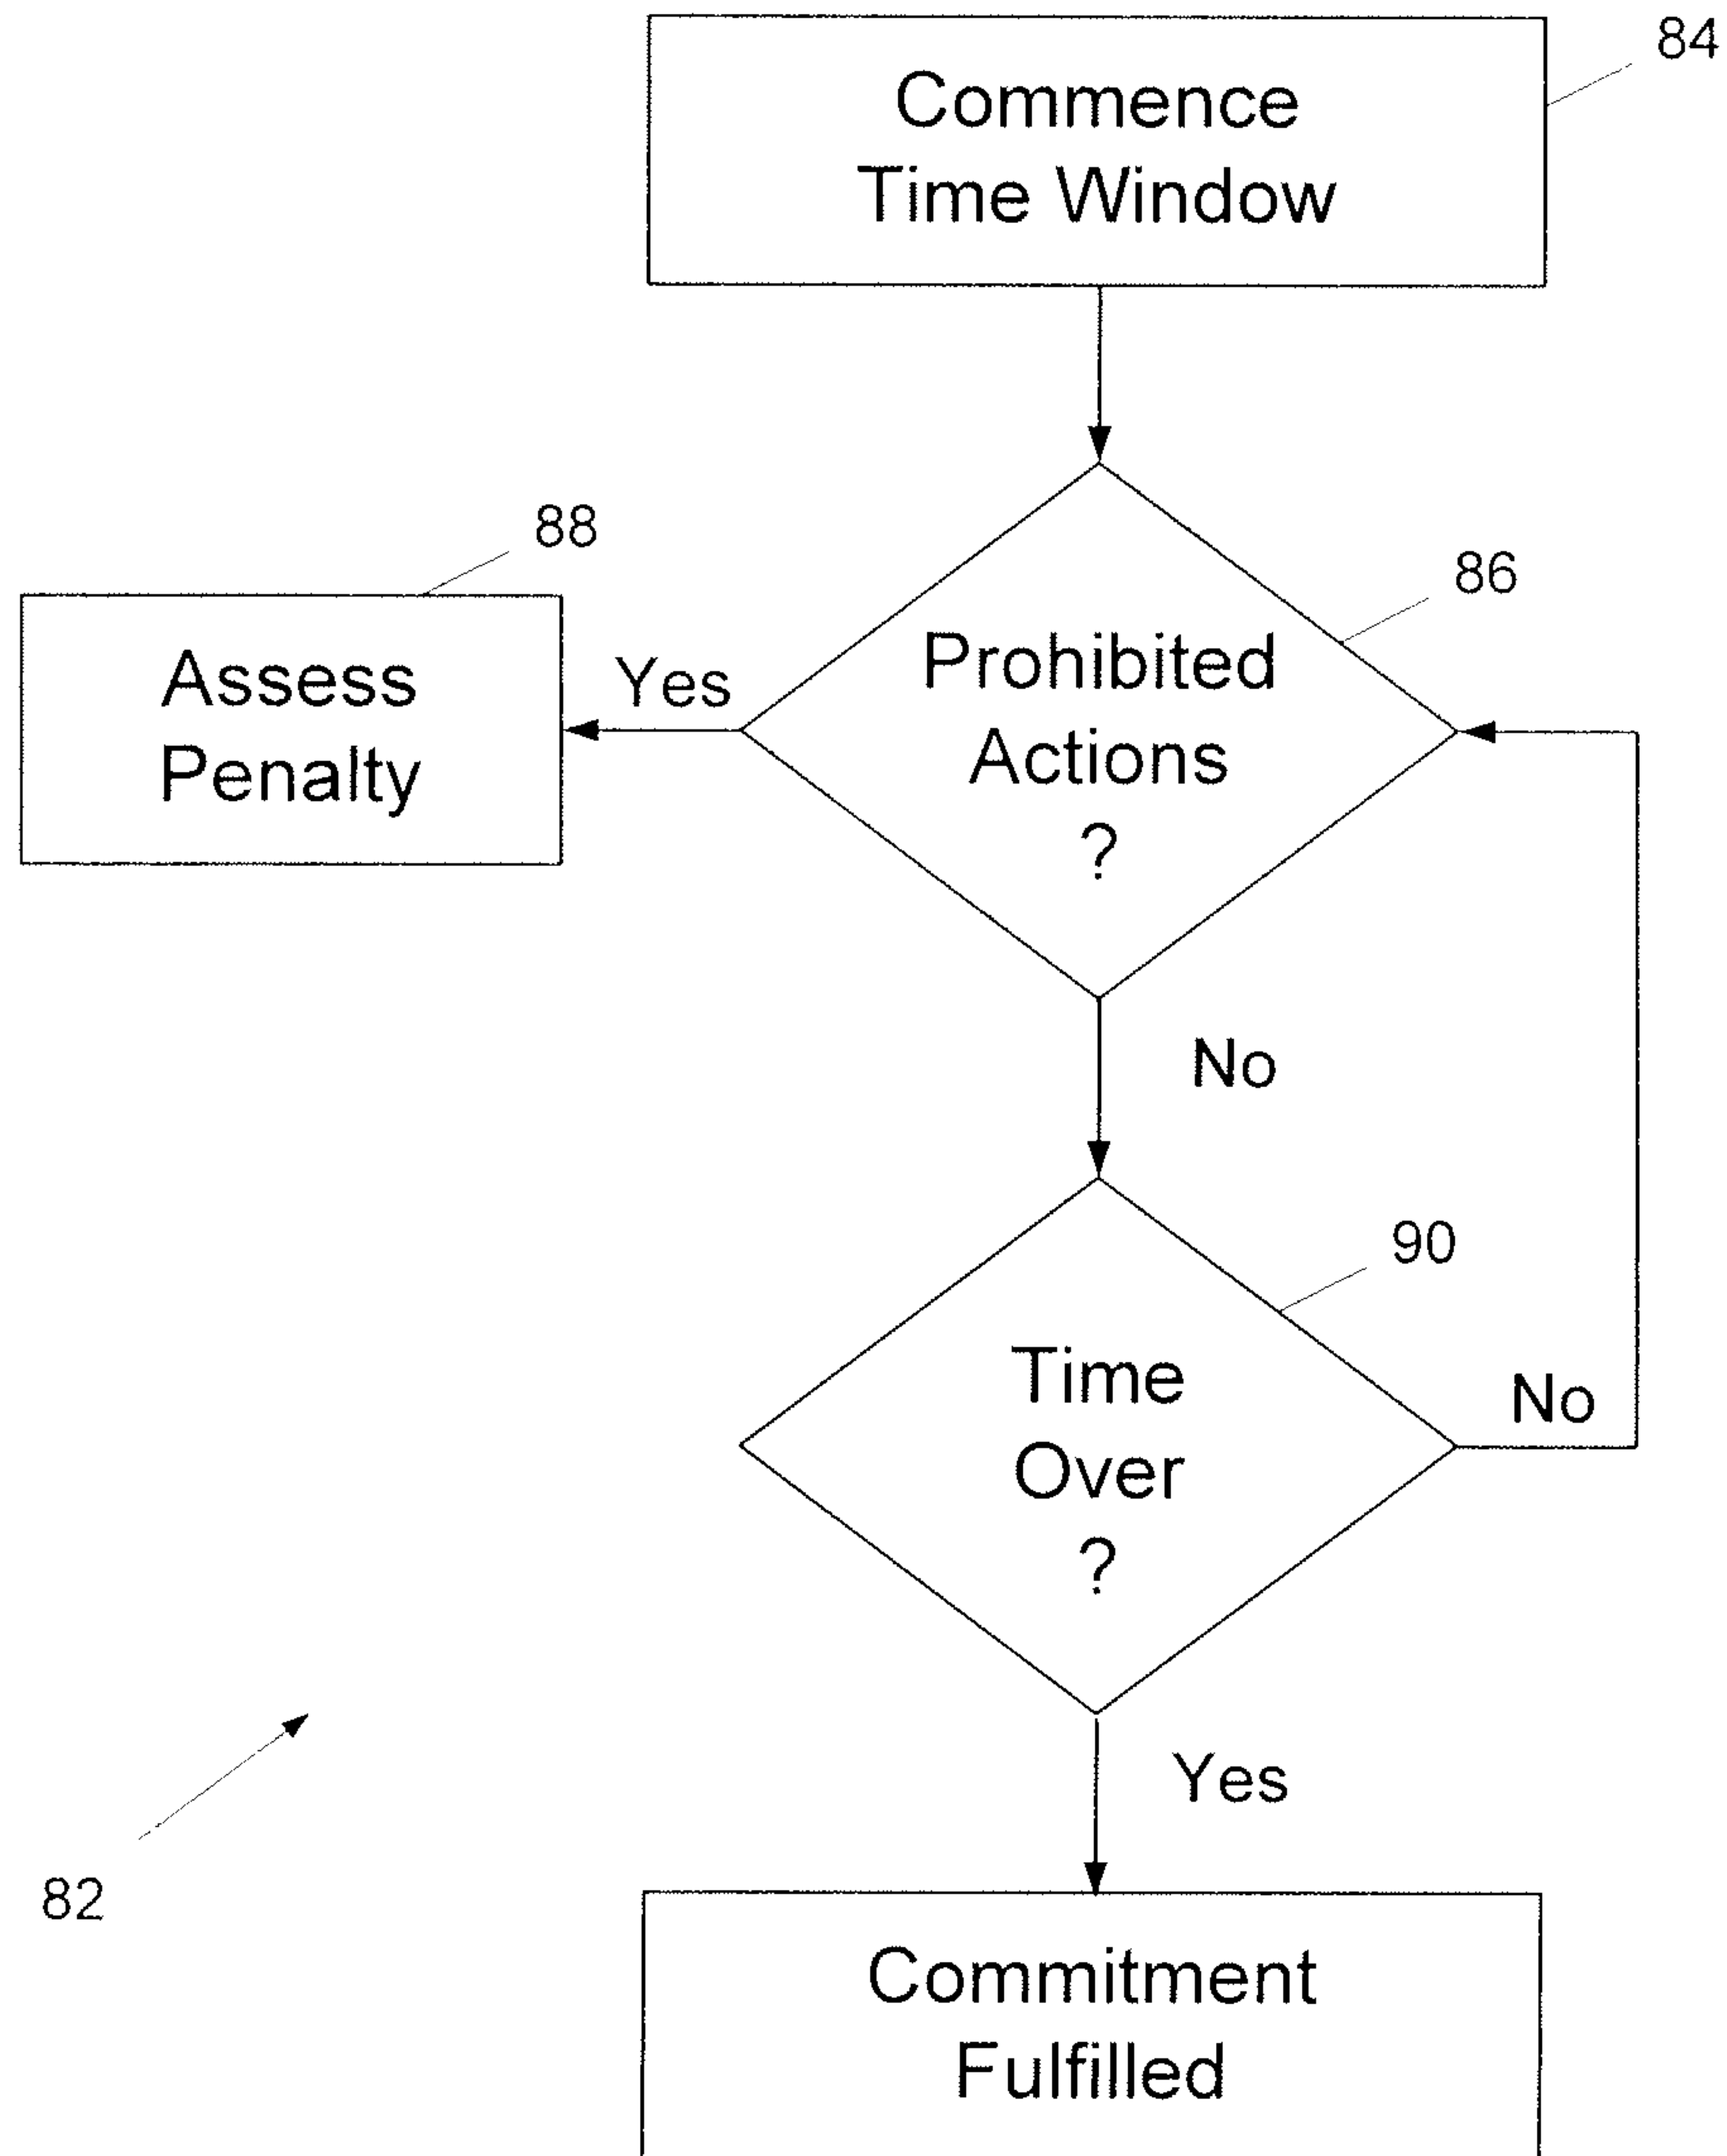 84
Commence
Time Window
88
86
Assess
Penalty
Yes
Prohibited
Actions
?
No
90
Time
Over
?
No
Yes
82
Commitment
Fulfilled